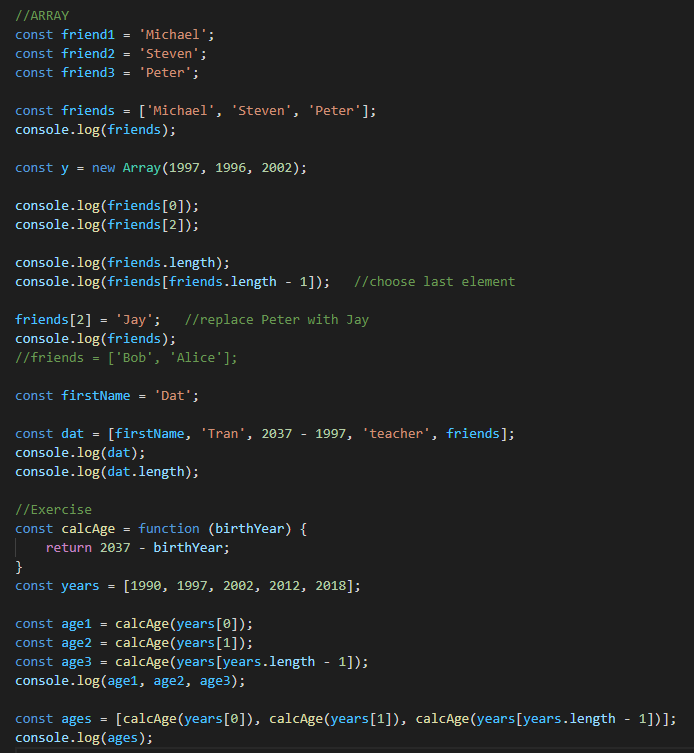 //ARRAY
const friend1 = 'Michael';
const friend2 = 'Steven';
const friend3 = 'Peter';
const friends = ['Michael', 'Steven', 'Peter'];
console.log(friends);
const y = new Array(1997, 1996, 2002);
console.log(friends[0]);
console.log(friends[2]);
console.log(friends.length);
console.log(friends[friends.length - 1]);   //choose last element
friends[2] = 'Jay';   //replace Peter with Jay
console.log(friends);
//friends = ['Bob', 'Alice'];
const firstName = 'Dat';
const dat = [firstName, 'Tran', 2037 - 1997, 'teacher', friends];
console.log(dat);
console.log(dat.length);
//Exercise
const calcAge = function (birthYear) {
    return 2037 - birthYear;
}
const years = [1990, 1997, 2002, 2012, 2018];
const age1 = calcAge(years[0]);
const age2 = calcAge(years[1]);
const age3 = calcAge(years[years.length - 1]);
console.log(age1, age2, age3);
const ages = [calcAge(years[0]), calcAge(years[1]), calcAge(years[years.length - 1])];
console.log(ages);